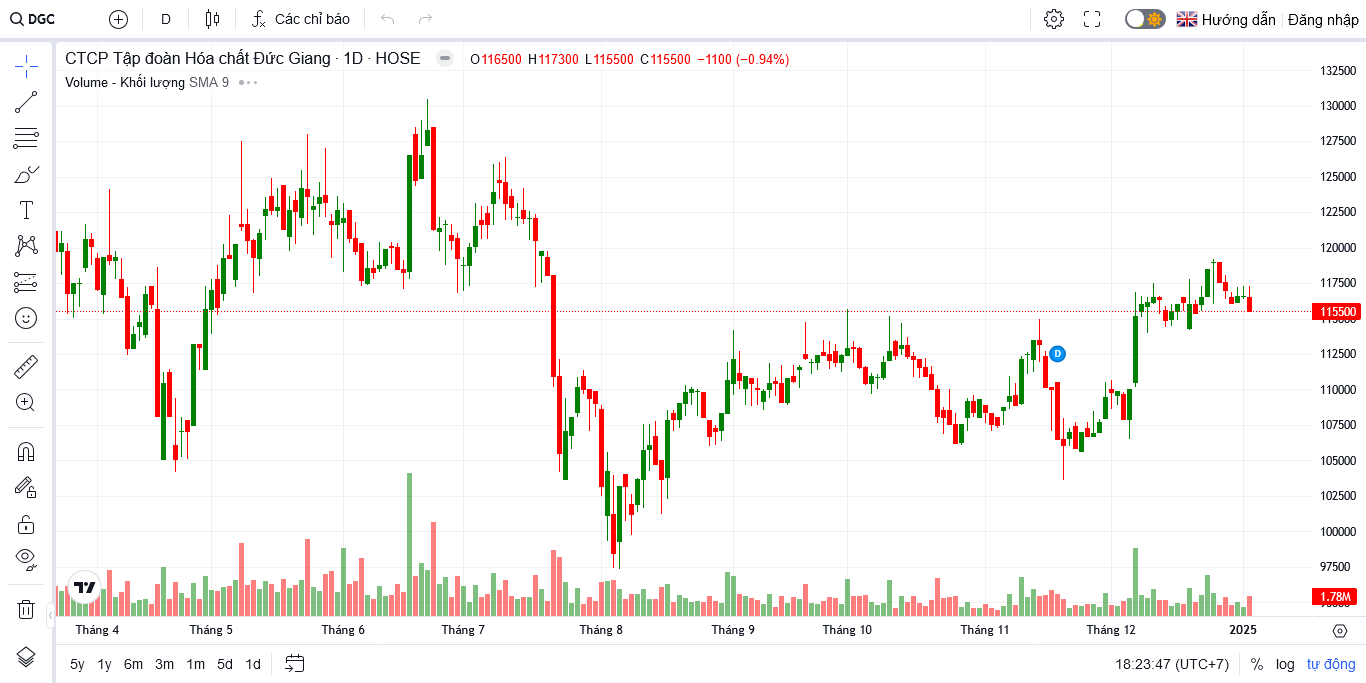 DGC D Các chỉ báo Hướng dẫn Đăng nhập
CTCP Tập đoàn Hóa chất Đức Giang · 1D · HOSE O116500 H117300 L115500 C115500 −1100 (−0.94%)
Volume - Khối lượng SMA 9
132500
130000
127500
125000
122500
120000
117500
115500
112500
110000
107500
105000
102500
100000
97500
1.78M
D
Tháng 4 Tháng 5 Tháng 6 Tháng 7 Tháng 8 Tháng 9 Tháng 10 Tháng 11 Tháng 12 2025
5y 1y 6m 3m 1m 5d 1d 18:23:47 (UTC+7) % log tự động